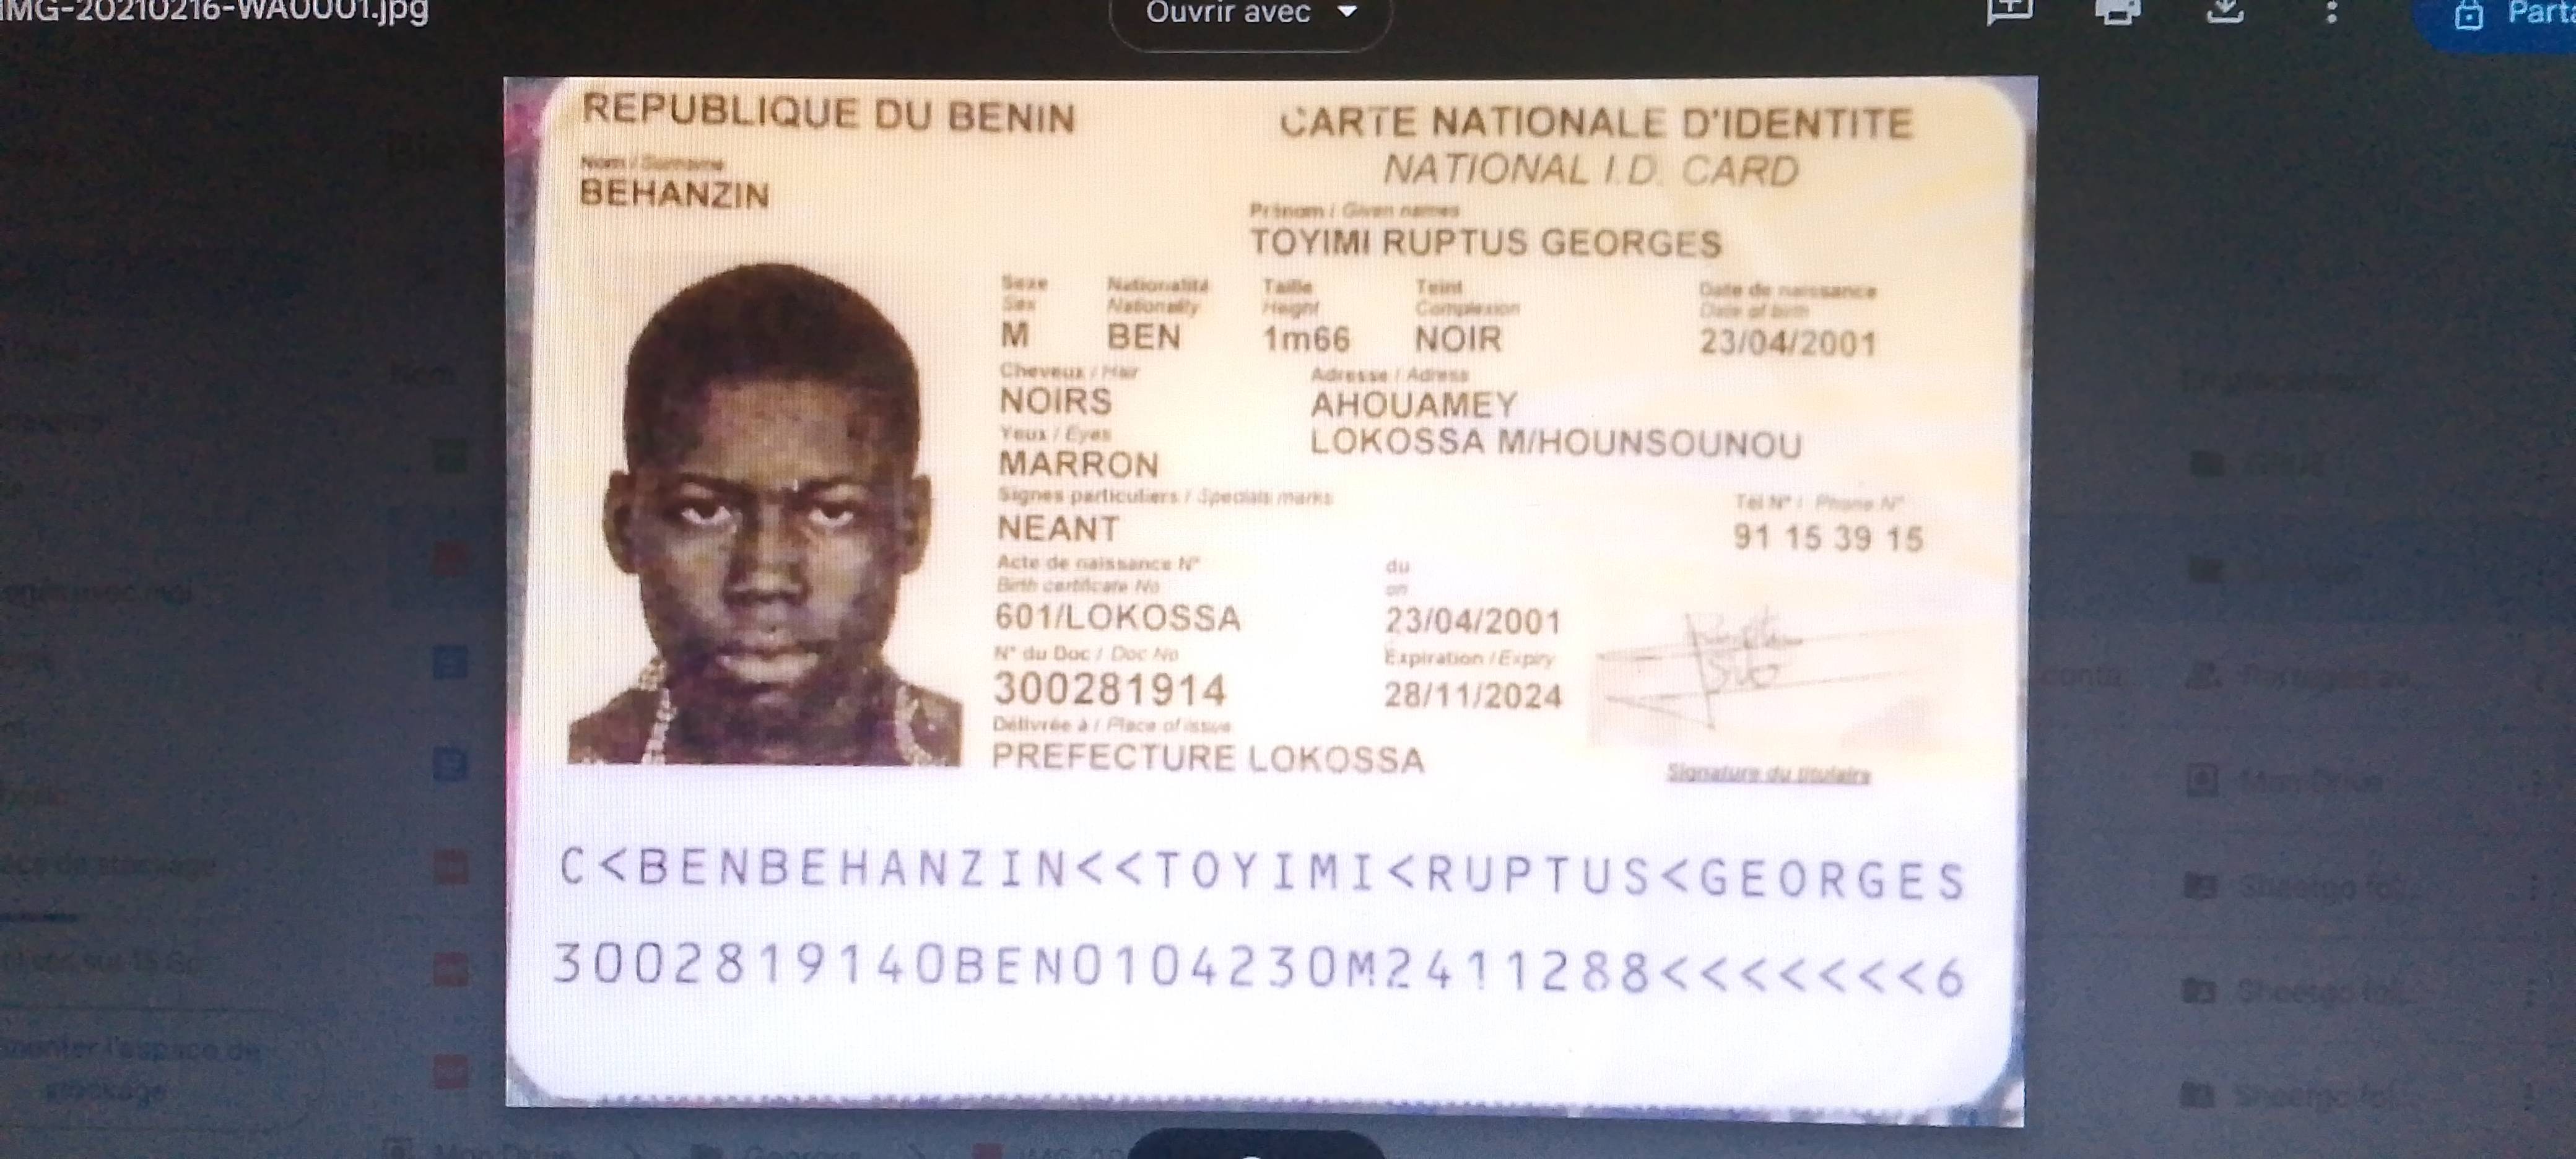 IMG-20210216-WA0001.jpg
Ouvrir avec
REPUBLIQUE DU BENIN
CARTE NATIONALE D'IDENTITE
NATIONAL I.D. CARD
Nom / Surname
BEHANZIN
Prénom / Given names
TOYIMI RUPTUS GEORGES
Sexe Nationalité Taille Teint Date de naissance
Sex Nationality Height Complexion Date of birth
M BEN 1m66 NOIR 23/04/2001
Cheveux / Hair Adresse / Adress
NOIRS AHOUAMEY
Yeux / Eyes LOKOSSA M/HOUNSOUNOU
MARRON
Signes particuliers / Specials marks Tél N° / Phone N°
NEANT 91 15 39 15
Acte de naissance N° du
Birth certificate No on
601/LOKOSSA 23/04/2001
N° du Doc / Doc No Expiration / Expiry
300281914 28/11/2024
Délivrée à / Place of issue
PREFECTURE LOKOSSA
Signature du titulaire
C<BENBEHANZIN<<TOYIMI<RUPTUS<GEORGES
3002819140BEN0104230M2411288<<<<<<<6
Mon Drive
stockage